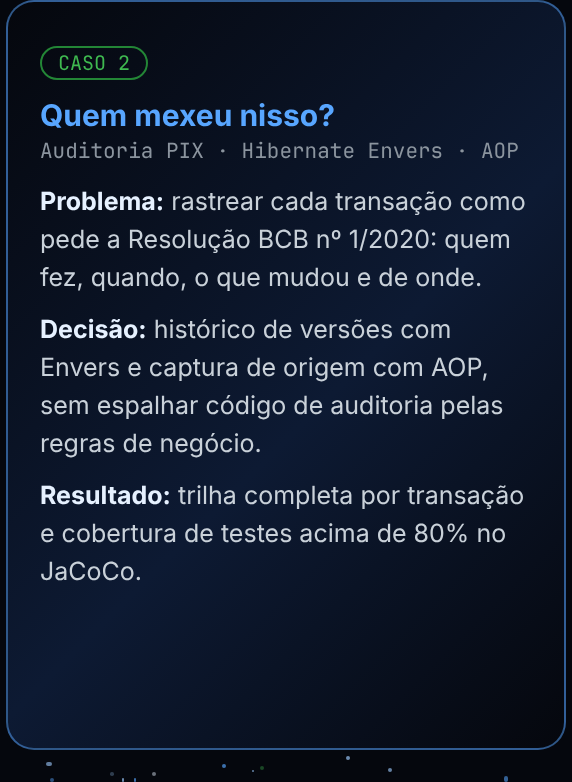 CASO 2
Quem mexeu nisso?
Auditoria PIX · Hibernate Envers · AOP
Problema: rastrear cada transação como
pede a Resolução BCB nº 1/2020: quem
fez, quando, o que mudou e de onde.
Decisão: histórico de versões com
Envers e captura de origem com AOP,
sem espalhar código de auditoria pelas
regras de negócio.
Resultado: trilha completa por transação
e cobertura de testes acima de 80% no
JaCoCo.